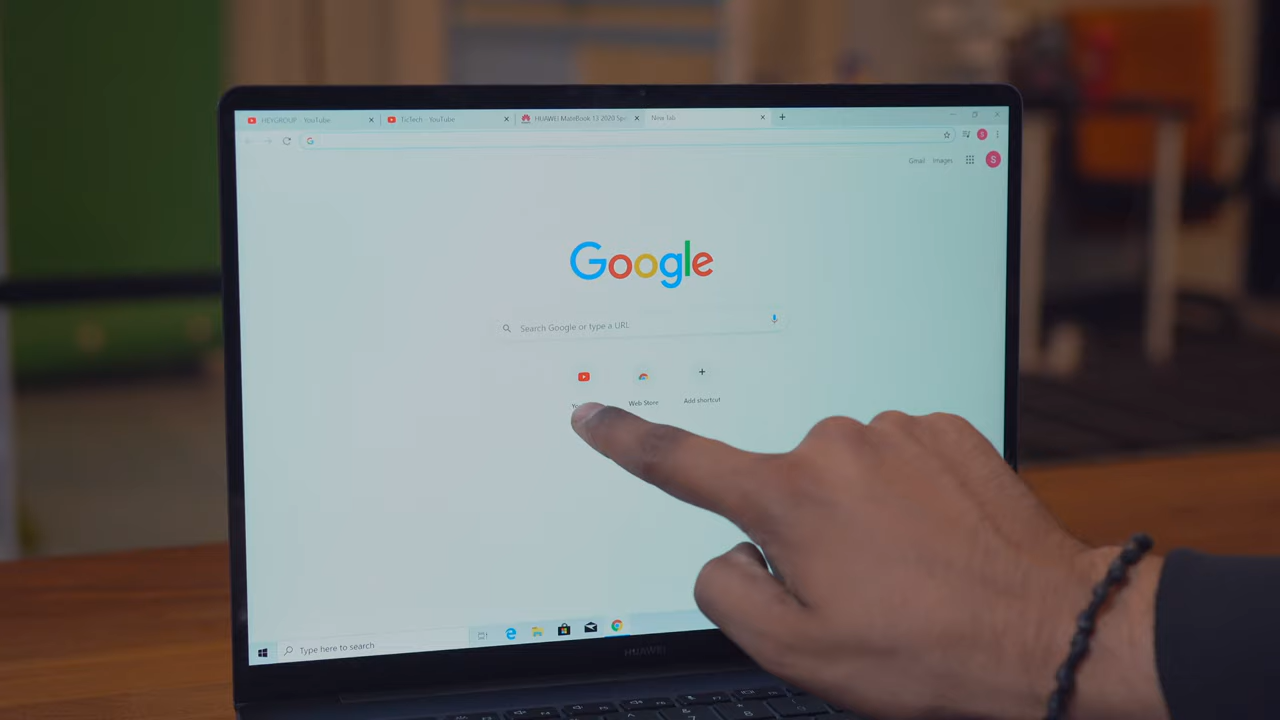 HEYGROUP - YouTube
TicTech - YouTube
HUAWEI MateBook 13 2020 Spe
New Tab
Gmail Images
S
Google
Search Google or type a URL
Web Store
Add shortcut
Type here to search
HUAWEI